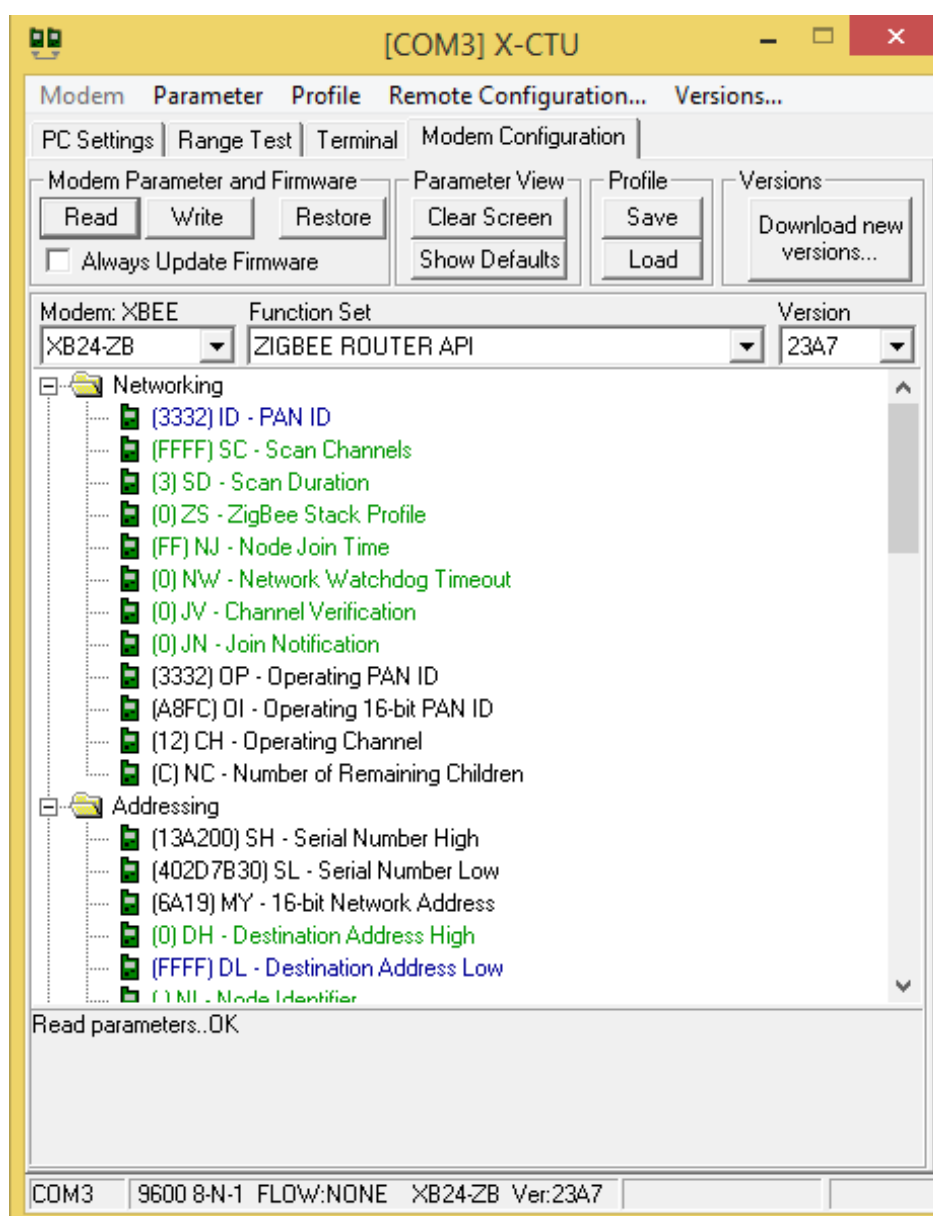 [COM3] X-CTU
Modem Parameter Profile Remote Configuration... Versions...
PC Settings Range Test Terminal Modem Configuration
Modem Parameter and Firmware Parameter View Profile Versions
Read Write Restore Clear Screen Save Download new versions...
Always Update Firmware Show Defaults Load
Modem: XBEE Function Set Version
XB24-ZB ZIGBEE ROUTER API 23A7
Networking
(3332) ID - PAN ID
(FFFF) SC - Scan Channels
(3) SD - Scan Duration
(0) ZS - ZigBee Stack Profile
(FF) NJ - Node Join Time
(0) NW - Network Watchdog Timeout
(0) JV - Channel Verification
(0) JN - Join Notification
(3332) OP - Operating PAN ID
(A8FC) OI - Operating 16-bit PAN ID
(12) CH - Operating Channel
(C) NC - Number of Remaining Children
Addressing
(13A200) SH - Serial Number High
(402D7B30) SL - Serial Number Low
(6A19) MY - 16-bit Network Address
(0) DH - Destination Address High
(FFFF) DL - Destination Address Low
( ) NI - Node Identifier
Read parameters..OK
COM3 9600 8-N-1 FLOW:NONE XB24-ZB Ver:23A7